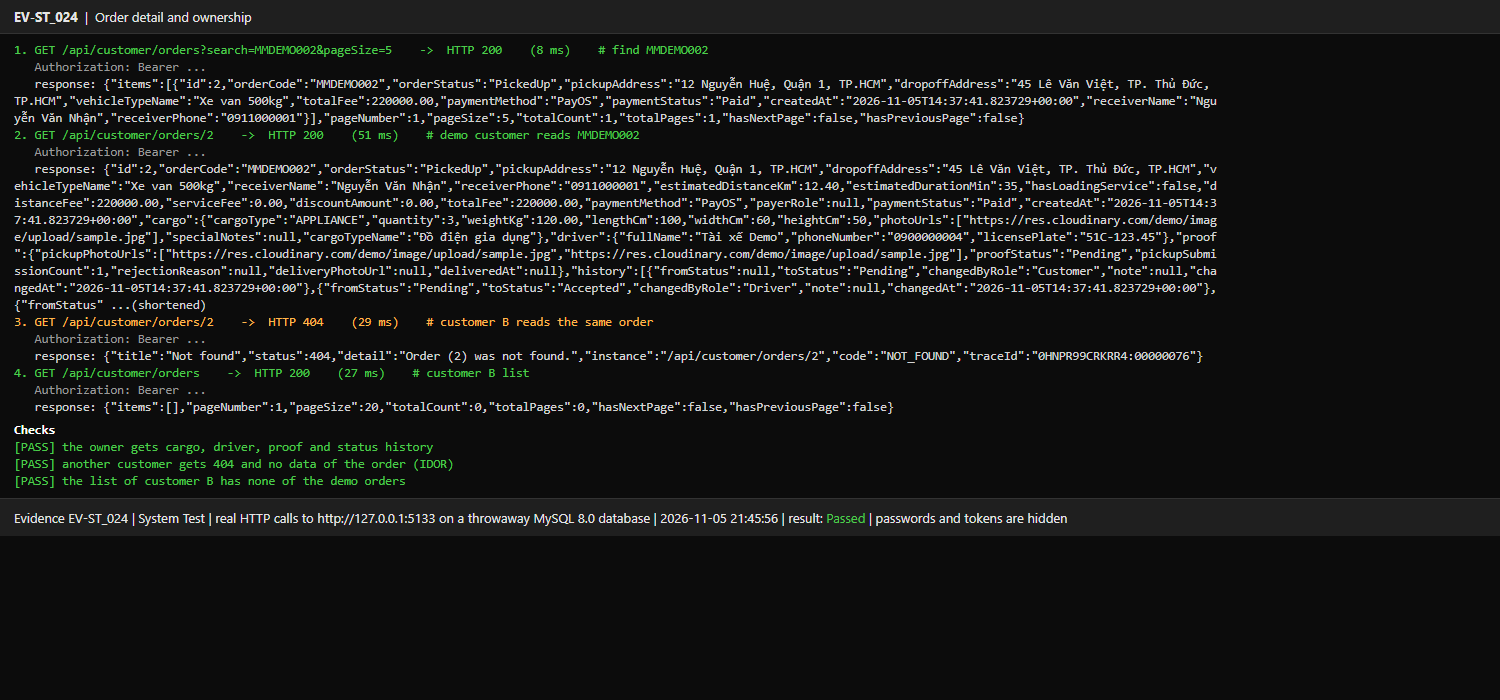 EV-ST_024 | Order detail and ownership
1. GET /api/customer/orders?search=MMDEMO002&pageSize=5 -> HTTP 200 (8 ms) # find MMDEMO002
Authorization: Bearer ...
response: {"items":[{"id":2,"orderCode":"MMDEMO002","orderStatus":"PickedUp","pickupAddress":"12 Nguyễn Huệ, Quận 1, TP.HCM","dropoffAddress":"45 Lê Văn Việt, TP. Thủ Đức,
TP.HCM","vehicleTypeName":"Xe van 500kg","totalFee":220000.00,"paymentMethod":"PayOS","paymentStatus":"Paid","createdAt":"2026-11-05T14:37:41.823729+00:00","receiverName":"Ngu
yễn Văn Nhận","receiverPhone":"0911000001"}],"pageNumber":1,"pageSize":5,"totalCount":1,"totalPages":1,"hasNextPage":false,"hasPreviousPage":false}
2. GET /api/customer/orders/2 -> HTTP 200 (51 ms) # demo customer reads MMDEMO002
Authorization: Bearer ...
response: {"id":2,"orderCode":"MMDEMO002","orderStatus":"PickedUp","pickupAddress":"12 Nguyễn Huệ, Quận 1, TP.HCM","dropoffAddress":"45 Lê Văn Việt, TP. Thủ Đức, TP.HCM","v
ehicleTypeName":"Xe van 500kg","receiverName":"Nguyễn Văn Nhận","receiverPhone":"0911000001","estimatedDistanceKm":12.40,"estimatedDurationMin":35,"hasLoadingService":false,"d
istanceFee":220000.00,"serviceFee":0.00,"discountAmount":0.00,"totalFee":220000.00,"paymentMethod":"PayOS","payerRole":null,"paymentStatus":"Paid","createdAt":"2026-11-05T14:3
7:41.823729+00:00","cargo":{"cargoType":"APPLIANCE","quantity":3,"weightKg":120.00,"lengthCm":100,"widthCm":60,"heightCm":50,"photoUrls":["https://res.cloudinary.com/demo/imag
e/upload/sample.jpg"],"specialNotes":null,"cargoTypeName":"Đồ điện gia dụng"},"driver":{"fullName":"Tài xế Demo","phoneNumber":"0900000004","licensePlate":"51C-123.45"},"proof
":{"pickupPhotoUrls":["https://res.cloudinary.com/demo/image/upload/sample.jpg","https://res.cloudinary.com/demo/image/upload/sample.jpg"],"proofStatus":"Pending","pickupSubmi
ssionCount":1,"rejectionReason":null,"deliveryPhotoUrl":null,"deliveredAt":null},"history":[{"fromStatus":null,"toStatus":"Pending","changedByRole":"Customer","note":null,"cha
ngedAt":"2026-11-05T14:37:41.823729+00:00"},{"fromStatus":"Pending","toStatus":"Accepted","changedByRole":"Driver","note":null,"changedAt":"2026-11-05T14:37:41.823729+00:00"},
{"fromStatus" ...(shortened)
3. GET /api/customer/orders/2 -> HTTP 404 (29 ms) # customer B reads the same order
Authorization: Bearer ...
response: {"title":"Not found","status":404,"detail":"Order (2) was not found.","instance":"/api/customer/orders/2","code":"NOT_FOUND","traceId":"0HNPR99CRKRR4:00000076"}
4. GET /api/customer/orders -> HTTP 200 (27 ms) # customer B list
Authorization: Bearer ...
response: {"items":[],"pageNumber":1,"pageSize":20,"totalCount":0,"totalPages":0,"hasNextPage":false,"hasPreviousPage":false}
Checks
[PASS] the owner gets cargo, driver, proof and status history
[PASS] another customer gets 404 and no data of the order (IDOR)
[PASS] the list of customer B has none of the demo orders
Evidence EV-ST_024 | System Test | real HTTP calls to http://127.0.0.1:5133 on a throwaway MySQL 8.0 database | 2026-11-05 21:45:56 | result: Passed | passwords and tokens are hidden